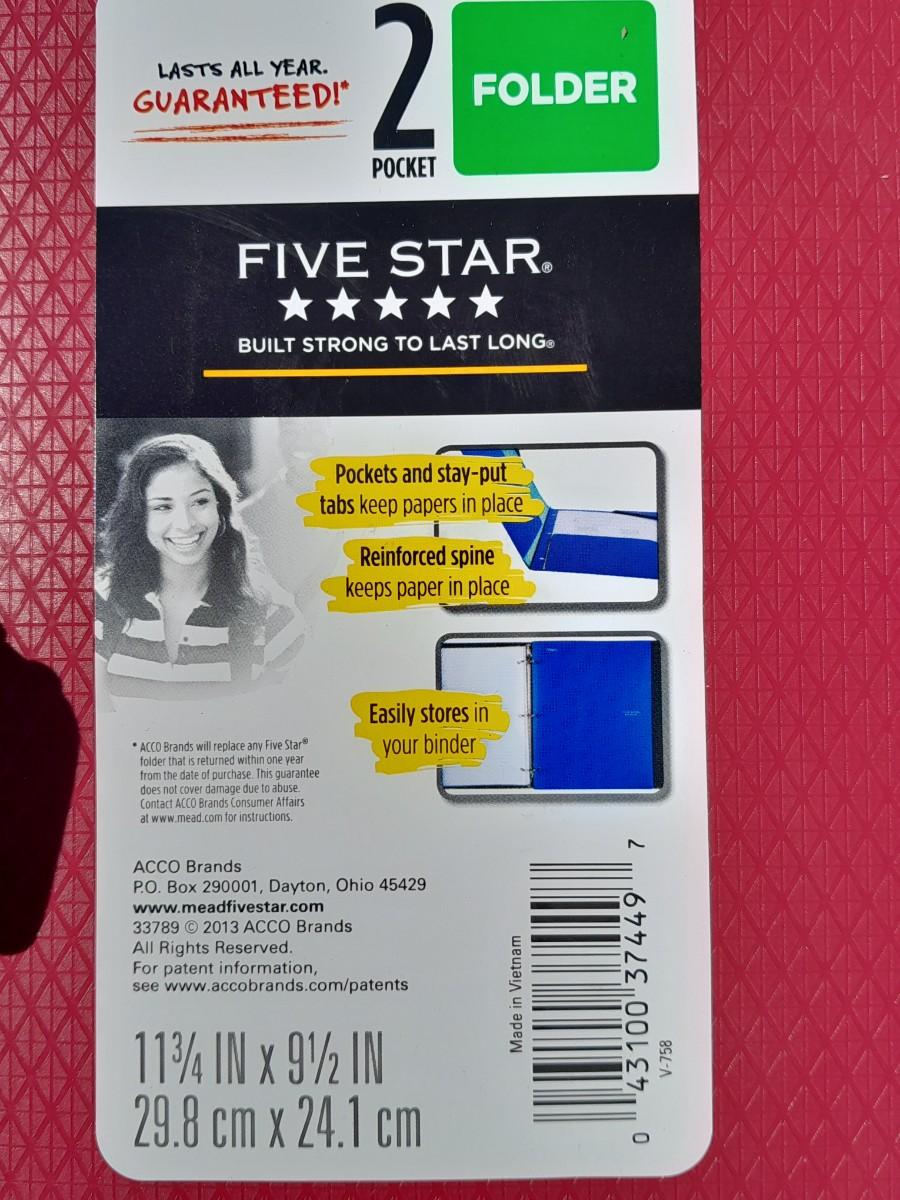 LASTS ALL YEAR.
GUARANTEED!*
2
POCKET
FOLDER
FIVE STAR®
BUILT STRONG TO LAST LONG®
Pockets and stay-put
tabs keep papers in place
Reinforced spine
keeps paper in place
Easily stores in
your binder
* ACCO Brands will replace any Five Star®
folder that is returned within one year
from the date of purchase. This guarantee
does not cover damage due to abuse.
Contact ACCO Brands Consumer Affairs
at www.mead.com for instructions.
ACCO Brands
P.O. Box 290001, Dayton, Ohio 45429
www.meadfivestar.com
33789 © 2013 ACCO Brands
All Rights Reserved.
For patent information,
see www.accobrands.com/patents
11¾ IN x 9½ IN
29.8 cm x 24.1 cm
Made in Vietnam
0 43100 37449 7
V-758